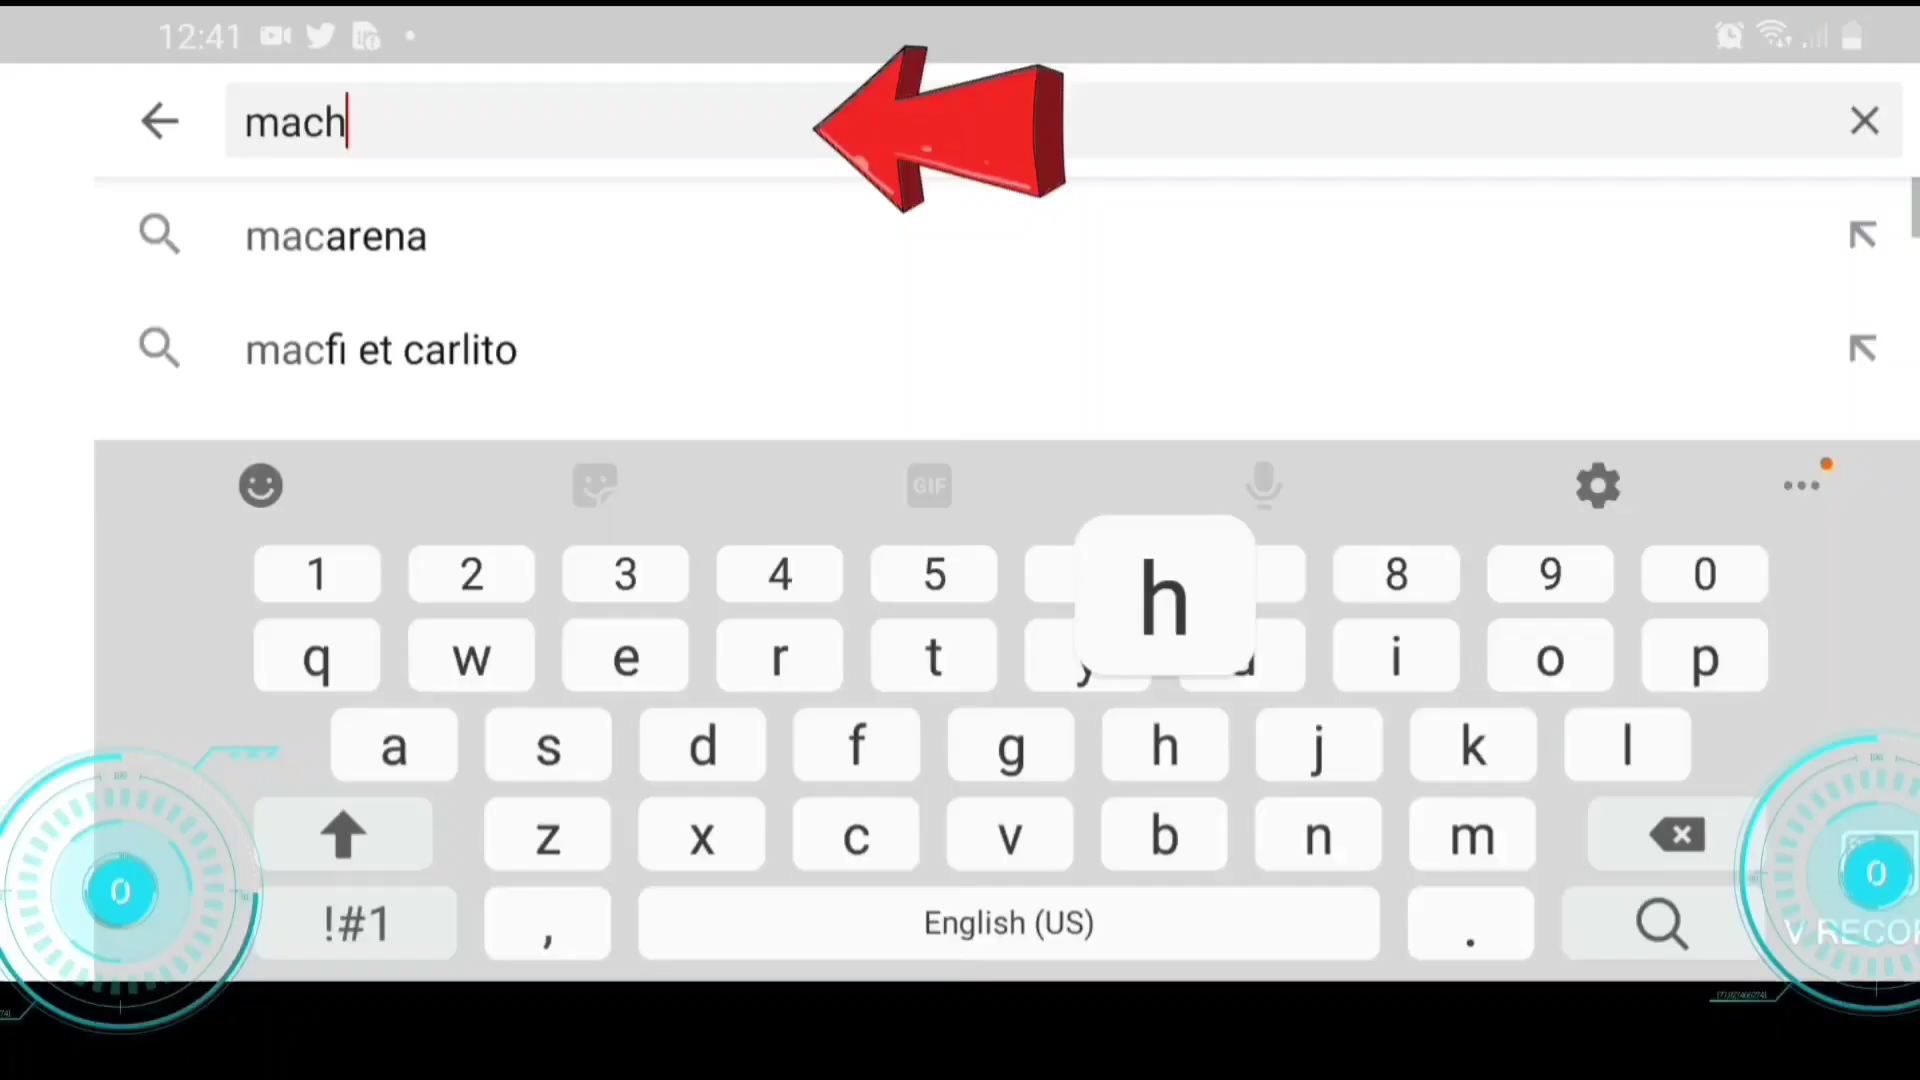 12:41
mach
macarena
macfi et carlito
GIF
h
1 2 3 4 5 8 9 0
q w e r t y u i o p
a s d f g h j k l
z x c v b n m
!#1 , English (US) .
0
0
V RECOR